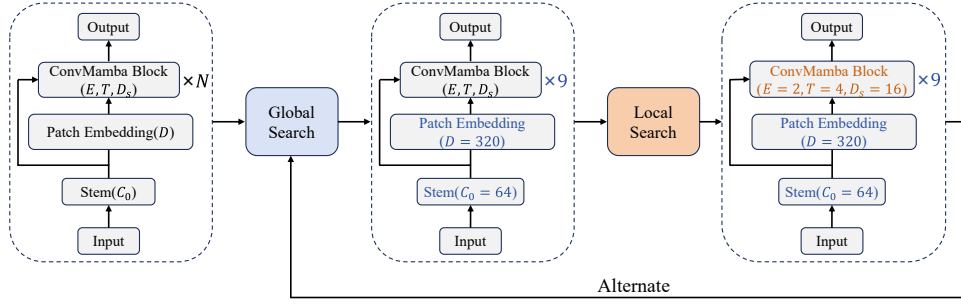 Output
ConvMamba Block
(E, T, D_s)
×N
Patch Embedding(D)
Stem(C_0)
Input
Global
Search
Output
ConvMamba Block
(E, T, D_s)
×9
Patch Embedding
(D = 320)
Stem(C_0 = 64)
Input
Local
Search
Output
ConvMamba Block
(E = 2, T = 4, D_s = 16)
×9
Patch Embedding
(D = 320)
Stem(C_0 = 64)
Input
Alternate